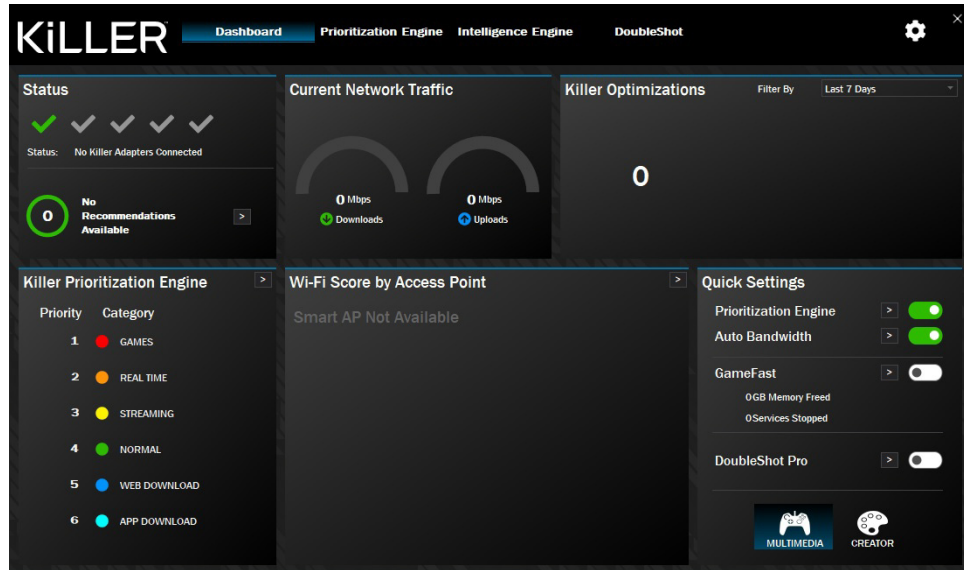 KiLLER
Dashboard
Prioritization Engine
Intelligence Engine
DoubleShot
Status
Status: No Killer Adapters Connected
0
No
Recommendations
Available
Current Network Traffic
0 Mbps
Downloads
0 Mbps
Uploads
Killer Optimizations
Filter By
Last 7 Days
0
Killer Prioritization Engine
Priority Category
1 GAMES
2 REAL TIME
3 STREAMING
4 NORMAL
5 WEB DOWNLOAD
6 APP DOWNLOAD
Wi-Fi Score by Access Point
Smart AP Not Available
Quick Settings
Prioritization Engine
Auto Bandwidth
GameFast
0GB Memory Freed
0Services Stopped
DoubleShot Pro
MULTIMEDIA
CREATOR